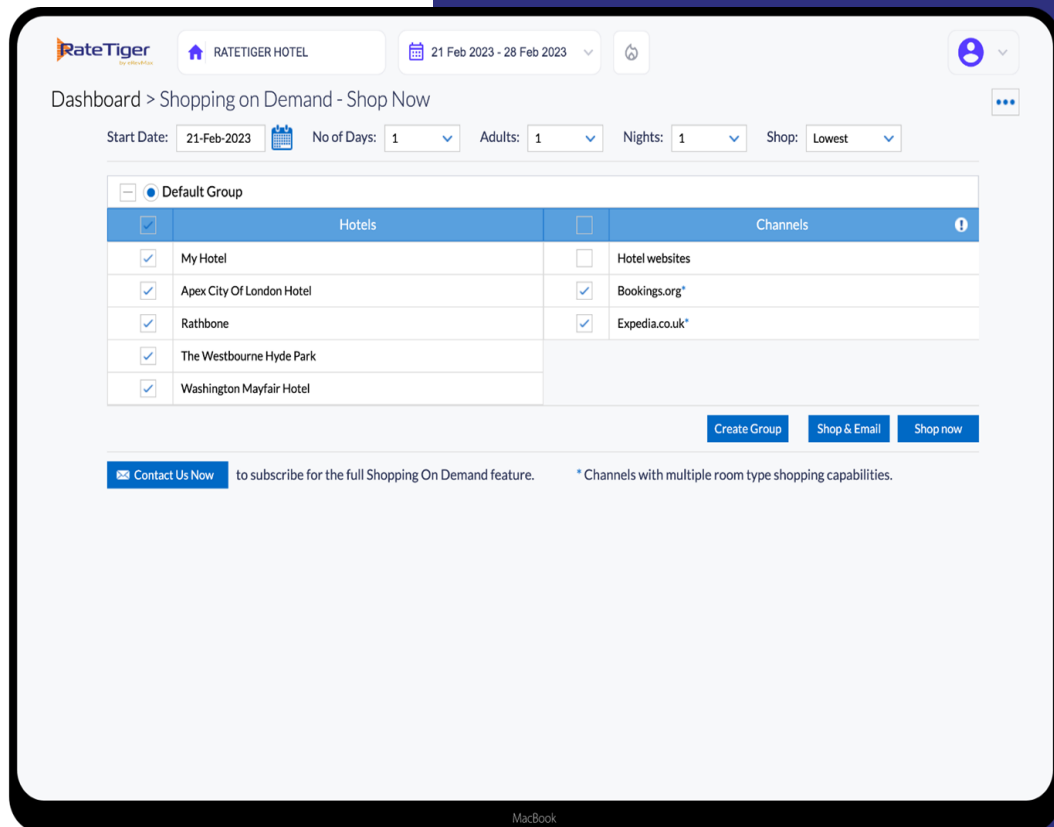 RateTiger
RATETIGER HOTEL
21 Feb 2023 - 28 Feb 2023
Dashboard > Shopping on Demand - Shop Now
Start Date: 21-Feb-2023 No of Days: 1 Adults: 1 Nights: 1 Shop: Lowest
Default Group
Hotels Channels
My Hotel Hotel websites
Apex City Of London Hotel Bookings.org*
Rathbone Expedia.co.uk*
The Westbourne Hyde Park
Washington Mayfair Hotel
Create Group Shop & Email Shop now
Contact Us Now to subscribe for the full Shopping On Demand feature. * Channels with multiple room type shopping capabilities.
MacBook